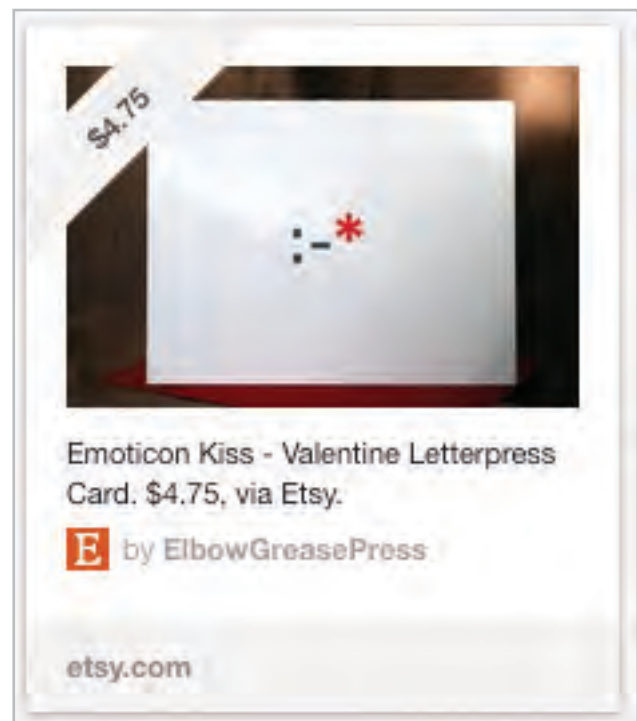 $4.75
:-*
Emoticon Kiss - Valentine Letterpress
Card. $4.75, via Etsy.
E by ElbowGreasePress
etsy.com